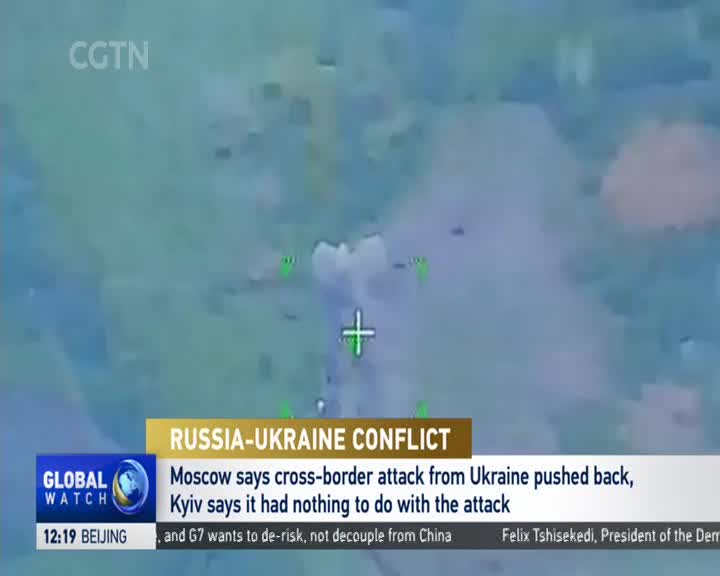 CGTN
RUSSIA-UKRAINE CONFLICT
Moscow says cross-border attack from Ukraine pushed back,
Kyiv says it had nothing to do with the attack
GLOBAL
WATCH
12:19 BEIJING
, and G7 wants to de-risk, not decouple from China Felix Tshisekedi, President of the Dem